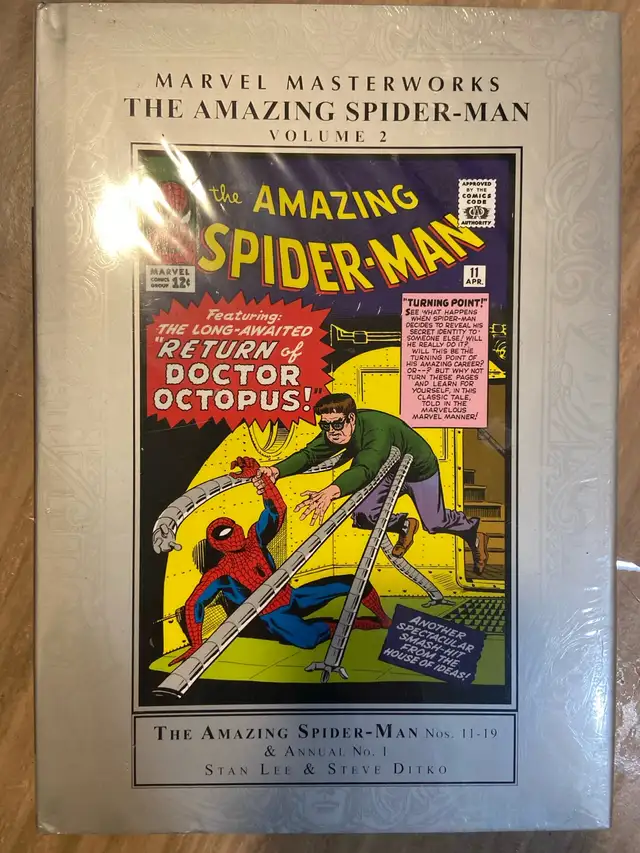 MARVEL MASTERWORKS
THE AMAZING SPIDER-MAN
VOLUME 2
the AMAZING
SPIDER-MAN
APPROVED
BY THE
COMICS
CODE
AUTHORITY
MARVEL
COMICS
GROUP 12¢
11
APR.
Featuring:
THE LONG-AWAITED
"RETURN of
DOCTOR
OCTOPUS!"
"TURNING POINT!"
SEE WHAT HAPPENS
WHEN SPIDER-MAN
DECIDES TO REVEAL HIS
SECRET IDENTITY TO
SOMEONE ELSE! WILL
HE REALLY DO IT?
WILL THIS BE THE
TURNING POINT OF
HIS AMAZING CAREER?
OR--? BUT WHY NOT
TURN THESE PAGES
AND LEARN FOR
YOURSELF, IN THIS
CLASSIC TALE,
TOLD IN THE
MARVELOUS
MARVEL MANNER!
ANOTHER
SPECTACULAR
SMASH-HIT
FROM THE
HOUSE OF IDEAS!
THE AMAZING SPIDER-MAN NOS. 11-19
& ANNUAL NO. 1
STAN LEE & STEVE DITKO